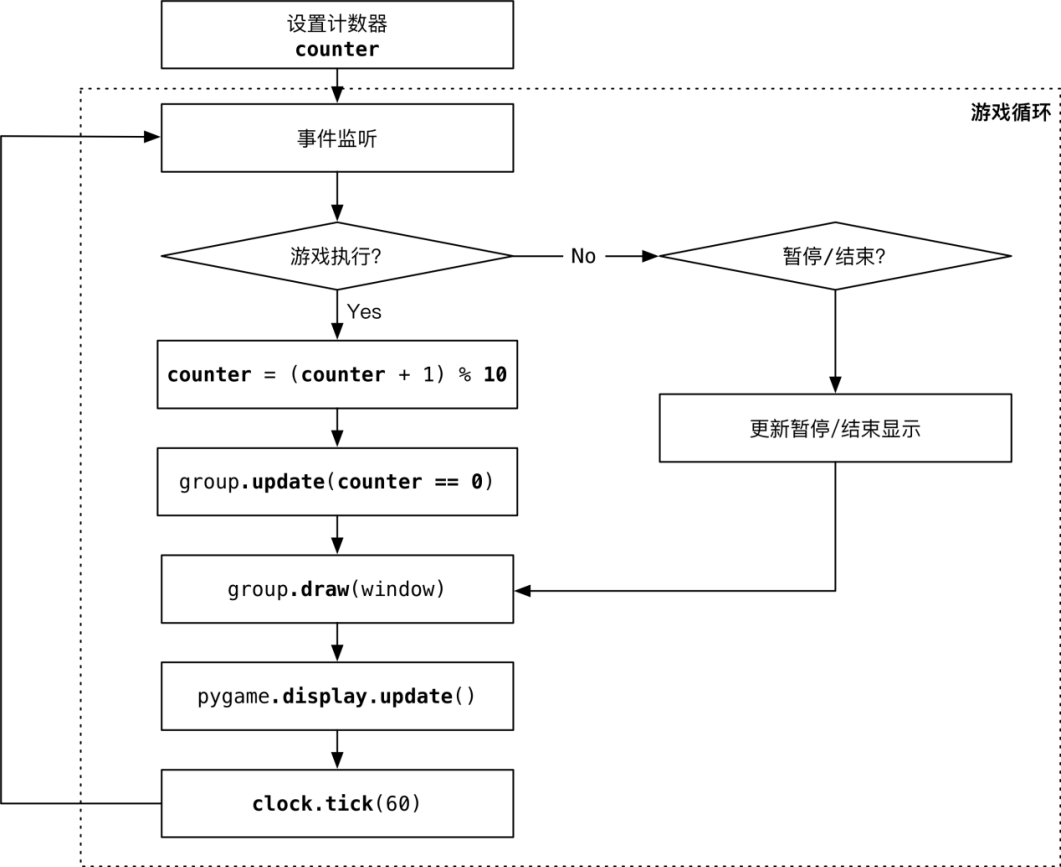 设置计数器
counter
游戏循环
事件监听
游戏执行?
No
暂停/结束?
Yes
counter = (counter + 1) % 10
更新暂停/结束显示
group.update(counter == 0)
group.draw(window)
pygame.display.update()
clock.tick(60)